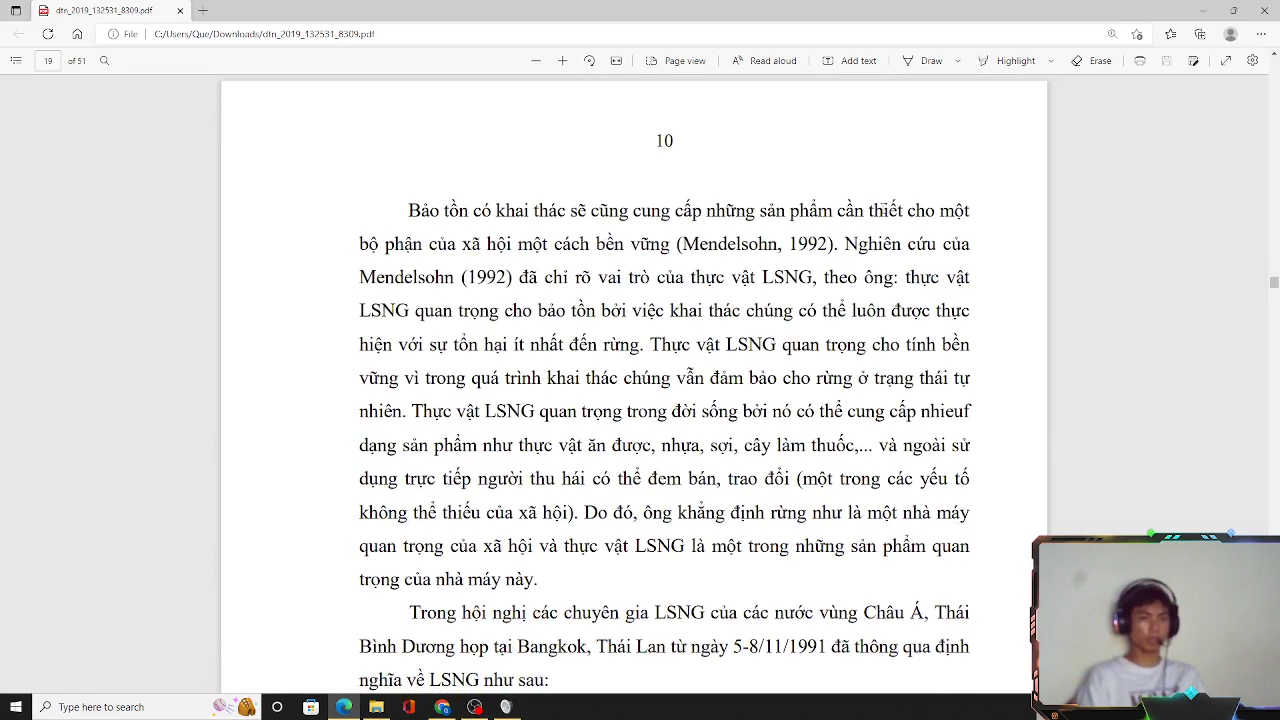 dtn_2019_132531_8309.pdf
File C:/Users/Que/Downloads/dtn_2019_132531_8309.pdf
19 of 51 Page view Read aloud Add text Draw Highlight Erase
10
Bảo tồn có khai thác sẽ cũng cung cấp những sản phẩm cần thiết cho một
bộ phận của xã hội một cách bền vững (Mendelsohn, 1992). Nghiên cứu của
Mendelsohn (1992) đã chỉ rõ vai trò của thực vật LSNG, theo ông: thực vật
LSNG quan trọng cho bảo tồn bởi việc khai thác chúng có thể luôn được thực
hiện với sự tổn hại ít nhất đến rừng. Thực vật LSNG quan trọng cho tính bền
vững vì trong quá trình khai thác chúng vẫn đảm bảo cho rừng ở trạng thái tự
nhiên. Thực vật LSNG quan trọng trong đời sống bởi nó có thể cung cấp nhieuf
dạng sản phẩm như thực vật ăn được, nhựa, sợi, cây làm thuốc,... và ngoài sử
dụng trực tiếp người thu hái có thể đem bán, trao đổi (một trong các yếu tố
không thể thiếu của xã hội). Do đó, ông khẳng định rừng như là một nhà máy
quan trọng của xã hội và thực vật LSNG là một trong những sản phẩm quan
trọng của nhà máy này.
Trong hội nghị các chuyên gia LSNG của các nước vùng Châu Á, Thái
Bình Dương họp tại Bangkok, Thái Lan từ ngày 5-8/11/1991 đã thông qua định
nghĩa về LSNG như sau:
Type here to search